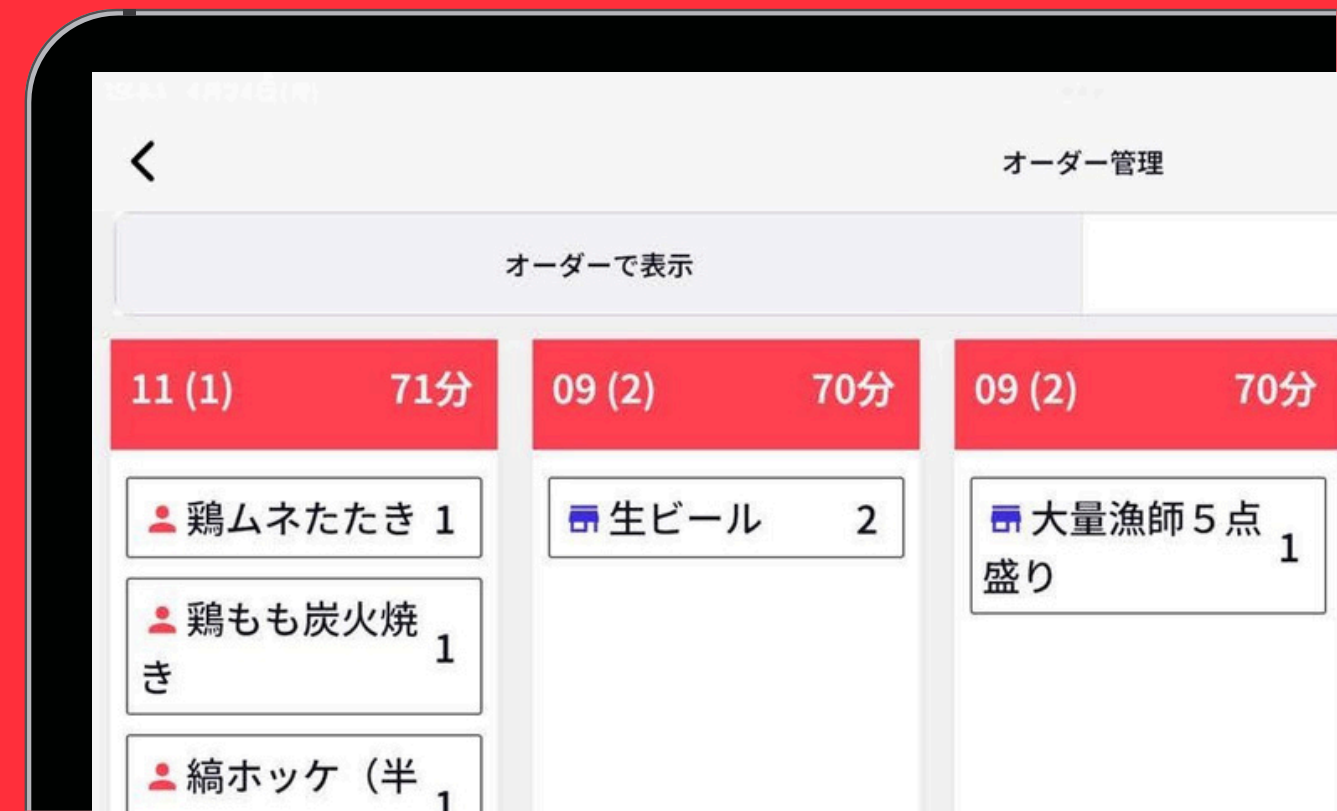 オーダー管理
オーダーで表示
11 (1) 71分
鶏ムネたたき 1
鶏もも炭火焼
き
1
縞ホッケ（半
1
09 (2) 70分
生ビール 2
09 (2) 70分
大量漁師５点
盛り
1